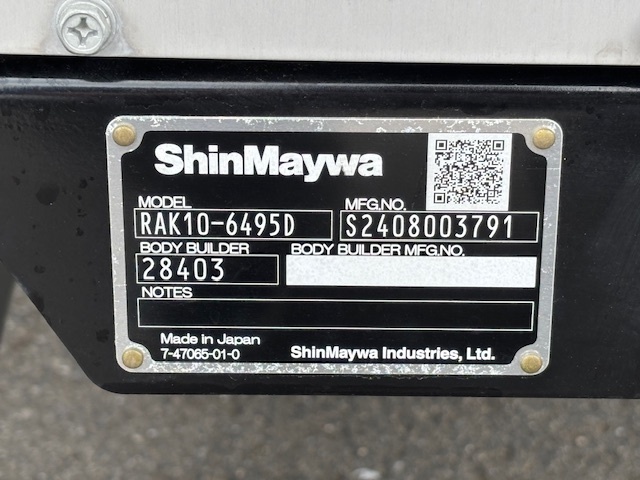 ShinMaywa
MODEL MFG.NO.
RAK10-6495D S2408003791
BODY BUILDER BODY BUILDER MFG.NO.
28403
NOTES
Made in Japan
7-47065-01-0 ShinMaywa Industries, Ltd.